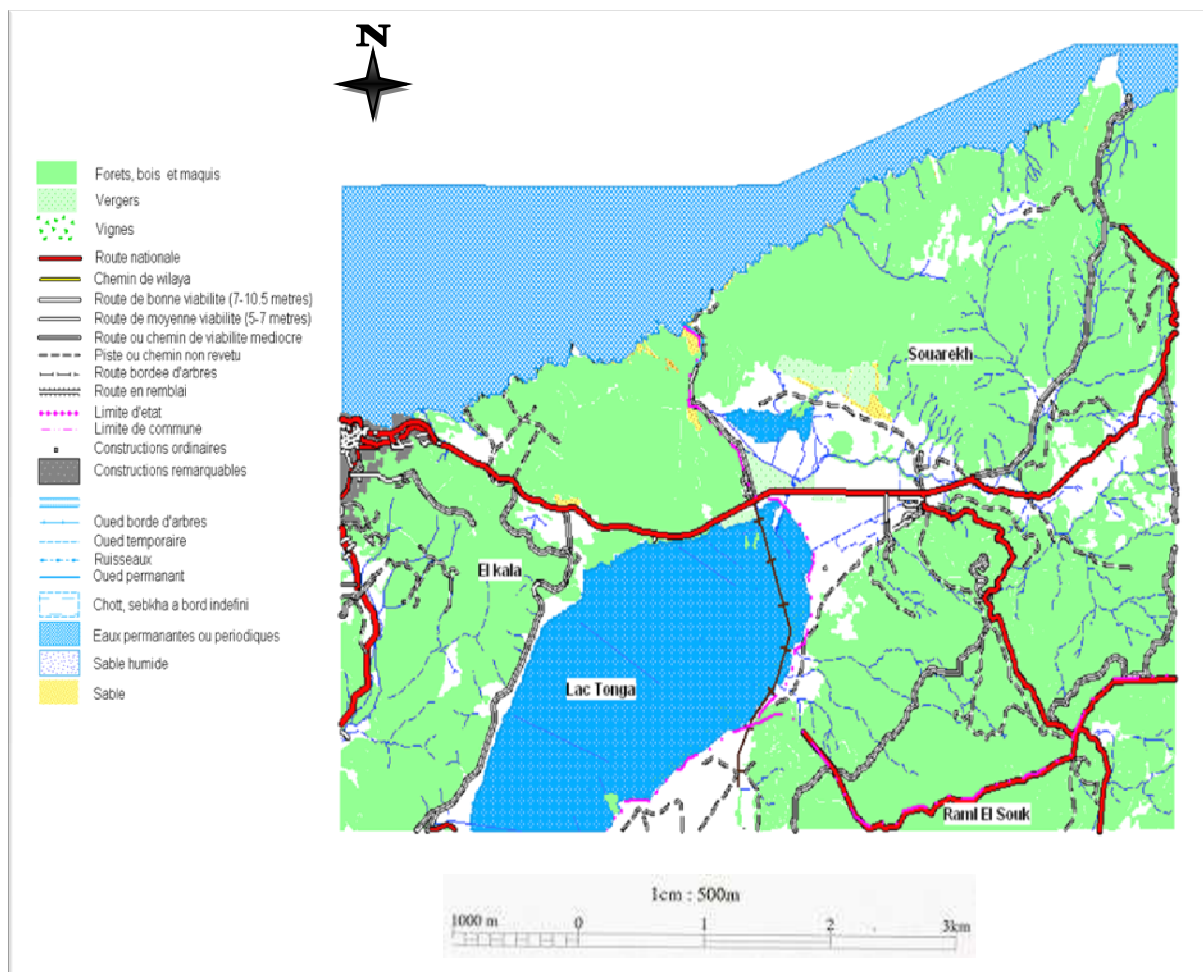 N
Forets, bois et maquis
Vergers
Vignes
Route nationale
Chemin de wilaya
Route de bonne viabilite (7-10.5 metres)
Route de moyenne viabilite (5-7 metres)
Route ou chemin de viabilite mediocre
Piste ou chemin non revetu
Route bordee d'arbres
Route en remblai
Limite d'etat
Limite de commune
Constructions ordinaires
Constructions remarquables
Oued borde d'arbres
Oued temporaire
Ruisseaux
Oued permanant
Chott, sebkha a bord indefini
Eaux permanantes ou periodiques
Sable humide
Sable
Souarekh
El kala
Lac Tonga
Raml El Souk
1cm : 500m
1000 m 0 1 2 3km